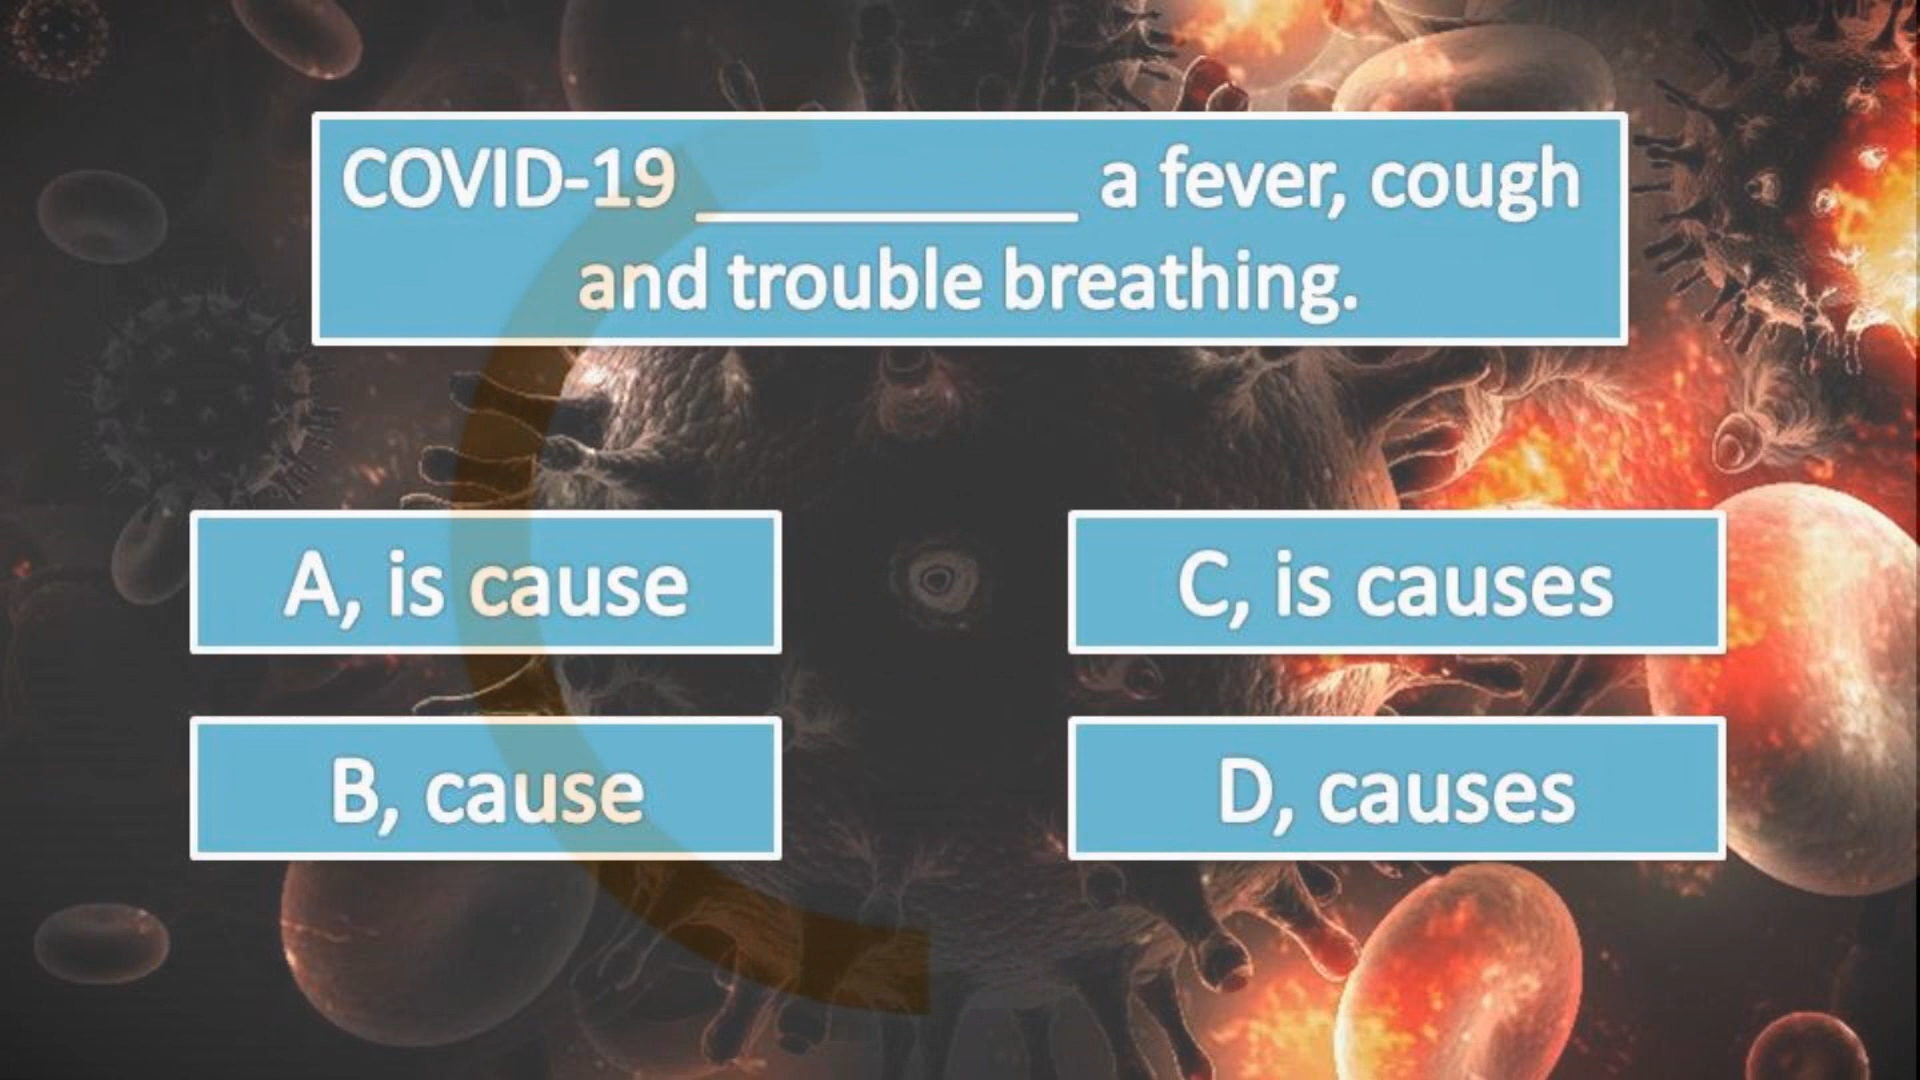 COVID-19 __________ a fever, cough
and trouble breathing.
A, is cause
C, is causes
B, cause
D, causes